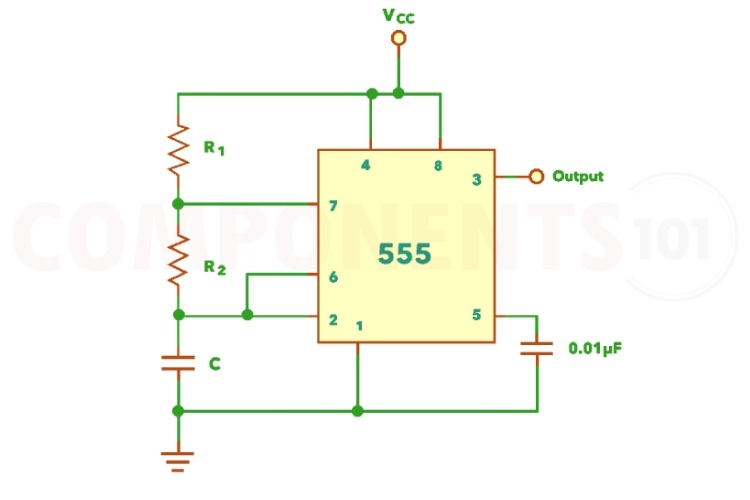 VCC
R1
4
8
3
Output
7
COMPONENTS 101
555
R2
6
2
1
5
0.01µF
C